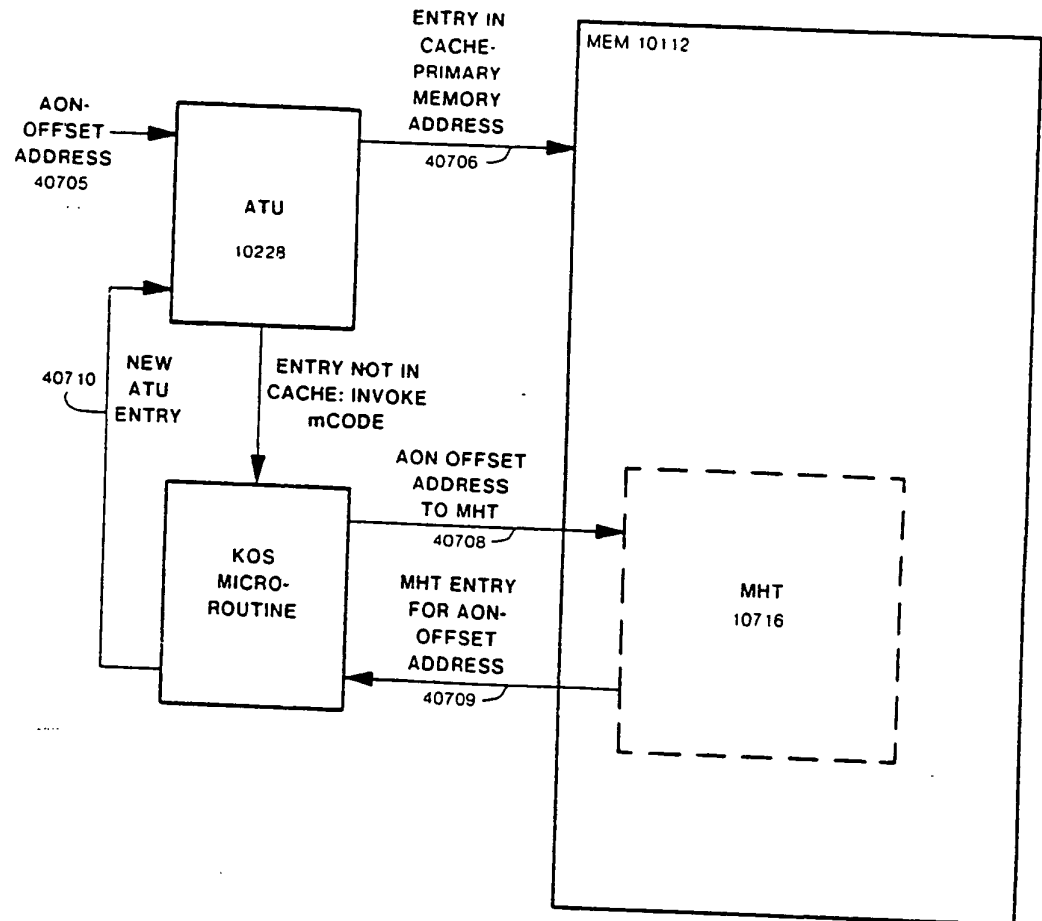 ENTRY IN
CACHE-
PRIMARY
MEMORY
ADDRESS
40706
MEM 10112
AON-
OFFSET
ADDRESS
40705
ATU
10228
40710
NEW
ATU
ENTRY
ENTRY NOT IN
CACHE: INVOKE
mCODE
AON OFFSET
ADDRESS
TO MHT
40708
KOS
MICRO-
ROUTINE
MHT ENTRY
FOR AON-
OFFSET
ADDRESS
40709
MHT
10716